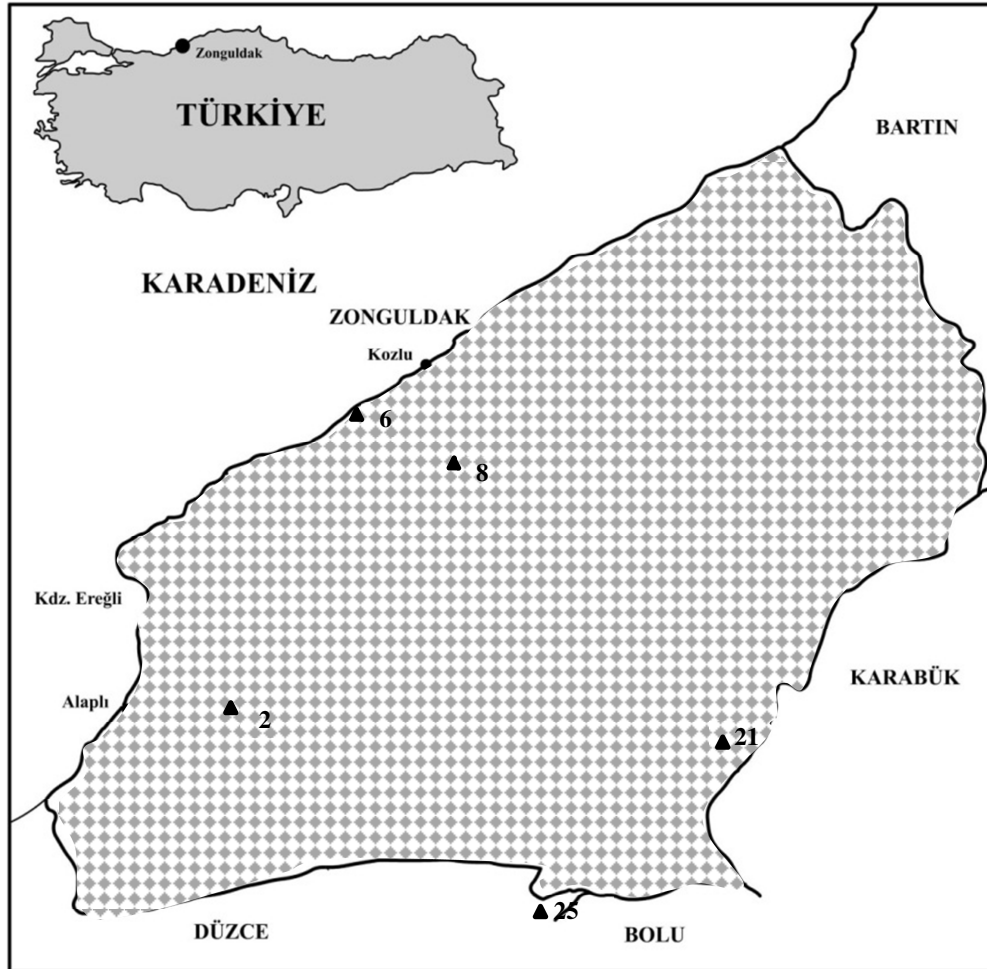 Zonguldak
TÜRKİYE
BARTIN
KARADENİZ
ZONGULDAK
Kozlu
6
8
Kdz. Ereğli
KARABÜK
Alaplı
2
21
25
DÜZCE
BOLU